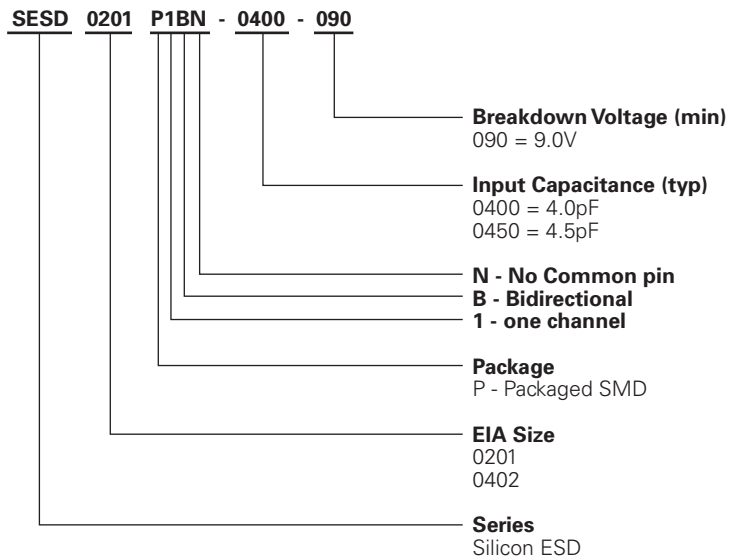 SESD 0201 P1BN - 0400 - 090
Breakdown Voltage (min)
090 = 9.0V
Input Capacitance (typ)
0400 = 4.0pF
0450 = 4.5pF
N - No Common pin
B - Bidirectional
1 - one channel
Package
P - Packaged SMD
EIA Size
0201
0402
Series
Silicon ESD